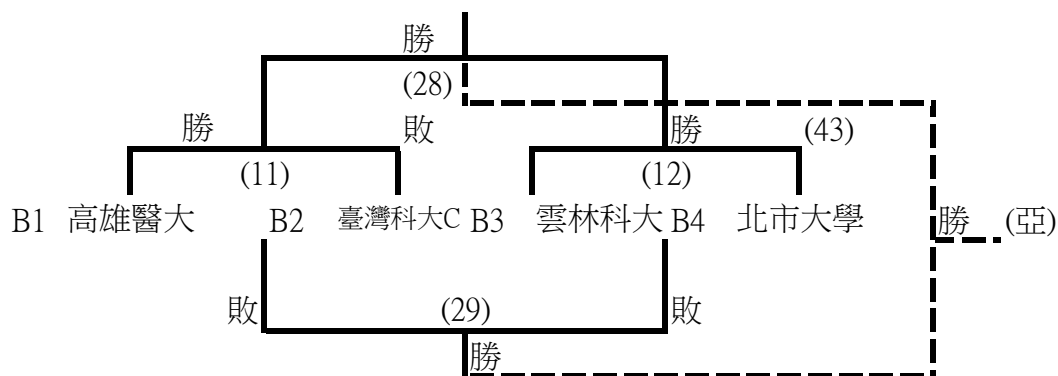 勝
(28)
勝
敗
勝
(43)
(11)
(12)
B1 高雄醫大 B2 臺灣科大C B3 雲林科大 B4 北市大學
勝 (亞)
敗 (29) 敗
勝